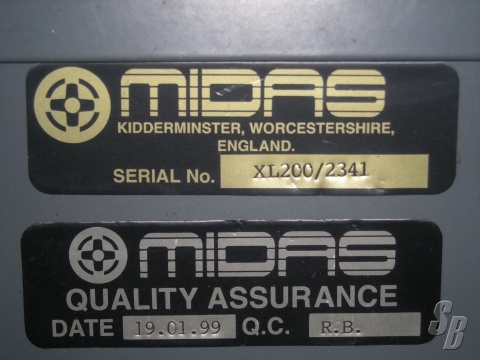 MIDAS
KIDDERMINSTER, WORCESTERSHIRE,
ENGLAND.
SERIAL No. XL200/2341
MIDAS
QUALITY ASSURANCE
DATE 19.01.99 Q.C. R.B.
SB